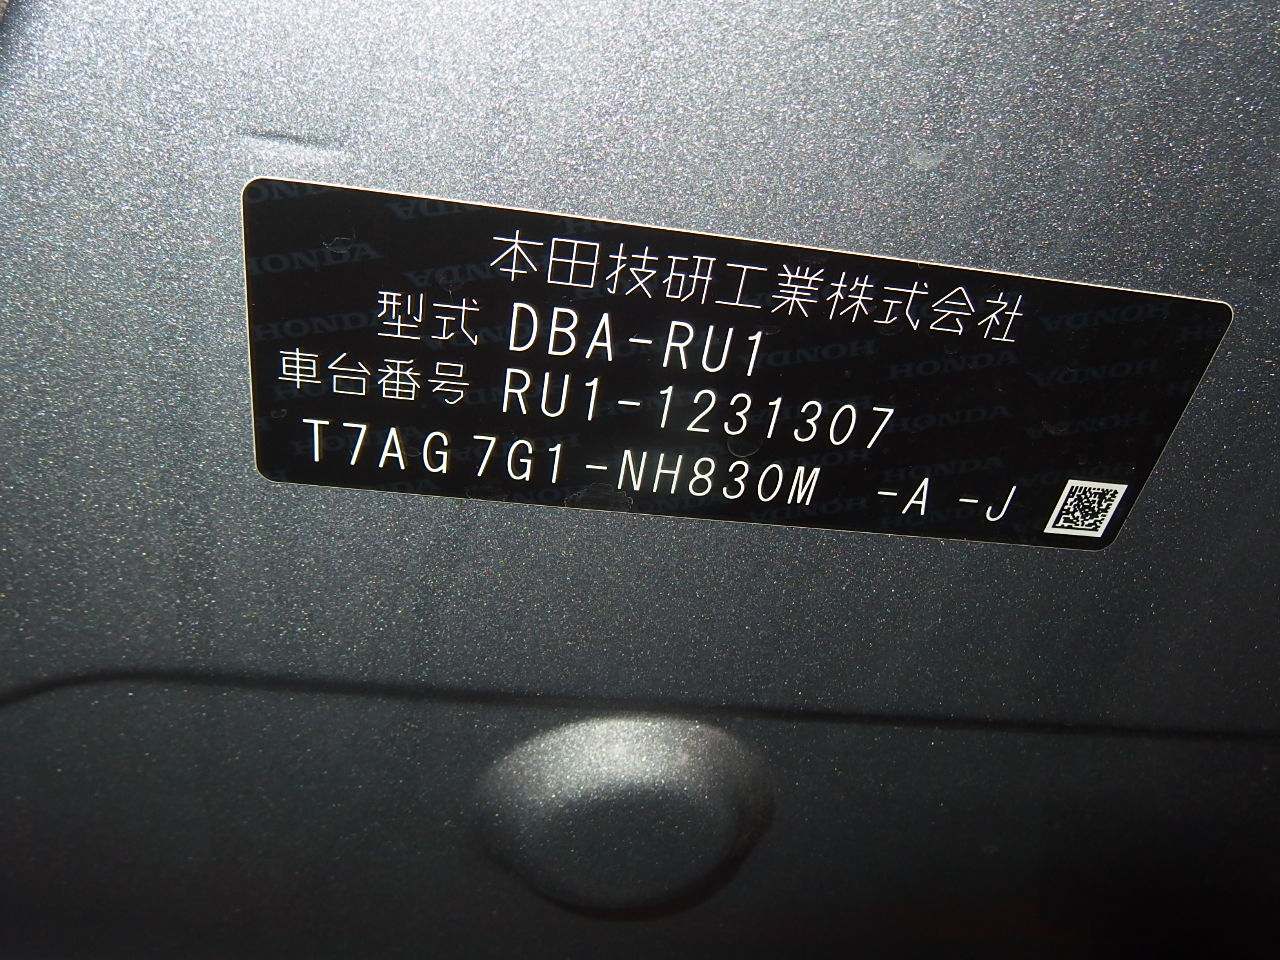 本田技研工業株式会社
型式 DBA-RU1
車台番号 RU1-1231307
T7AG7G1-NH830M -A -J